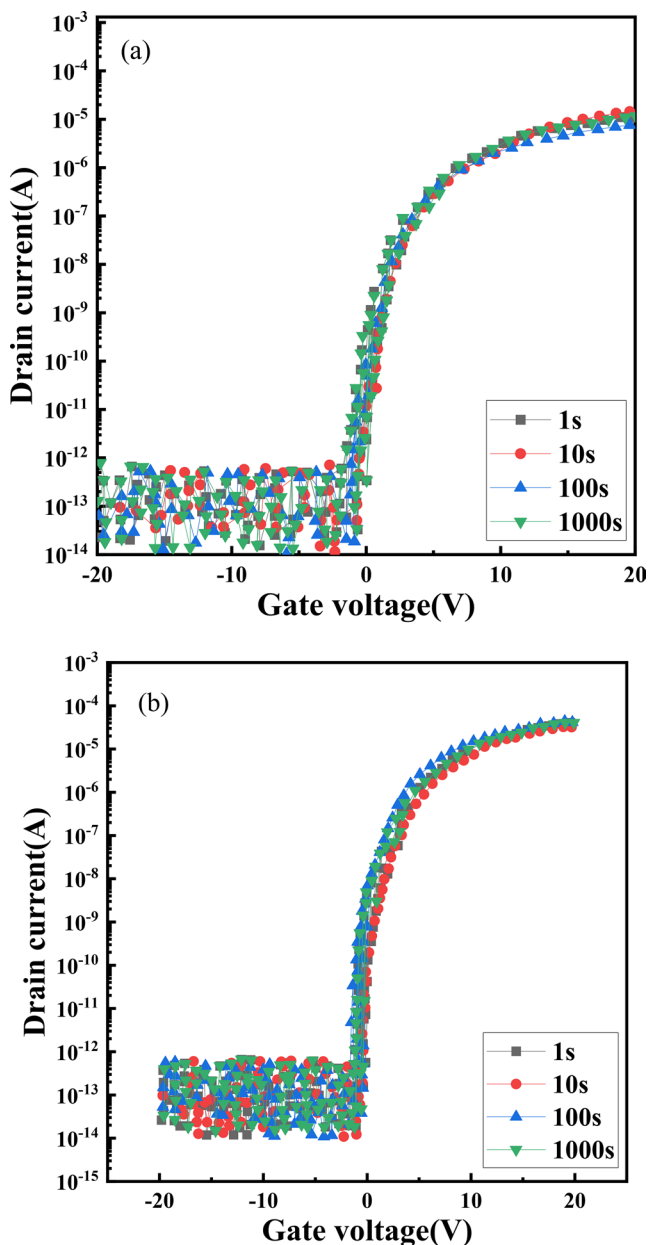 (a)
Drain current(A)
10⁻³
10⁻⁴
10⁻⁵
10⁻⁶
10⁻⁷
10⁻⁸
10⁻⁹
10⁻¹⁰
10⁻¹¹
10⁻¹²
10⁻¹³
10⁻¹⁴
1s
10s
100s
1000s
-20 -10 0 10 20
Gate voltage(V)
(b)
Drain current(A)
10⁻³
10⁻⁴
10⁻⁵
10⁻⁶
10⁻⁷
10⁻⁸
10⁻⁹
10⁻¹⁰
10⁻¹¹
10⁻¹²
10⁻¹³
10⁻¹⁴
10⁻¹⁵
1s
10s
100s
1000s
-20 -10 0 10 20
Gate voltage(V)